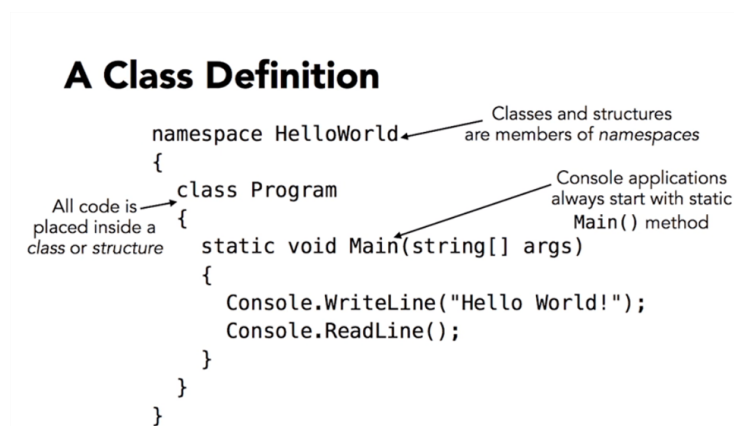 A Class Definition
Classes and structures
are members of namespaces
namespace HelloWorld
{
class Program
Console applications
always start with static
Main() method
All code is
placed inside a
class or structure
{
static void Main(string[] args)
{
Console.WriteLine("Hello World!");
Console.ReadLine();
}
}
}